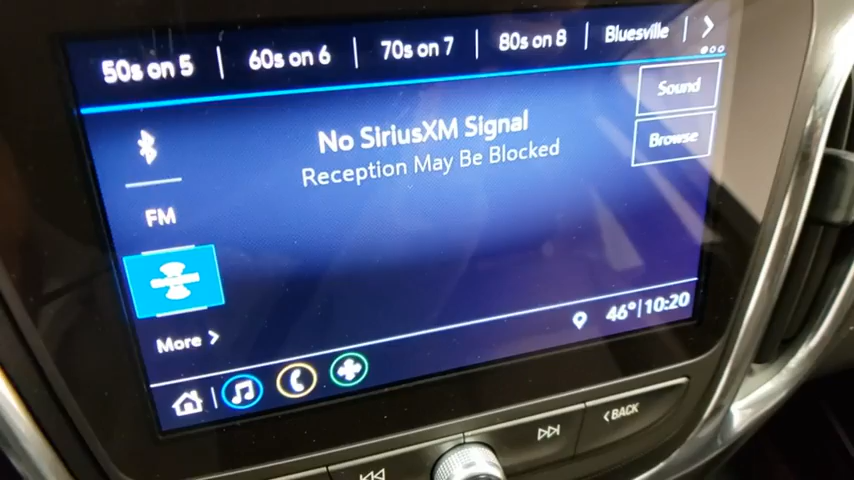 50s on 5 | 60s on 6 | 70s on 7 | 80s on 8 | Bluesville | >
Sound
No SiriusXM Signal
Browse
Reception May Be Blocked
FM
More >
46°|10:20
<BACK